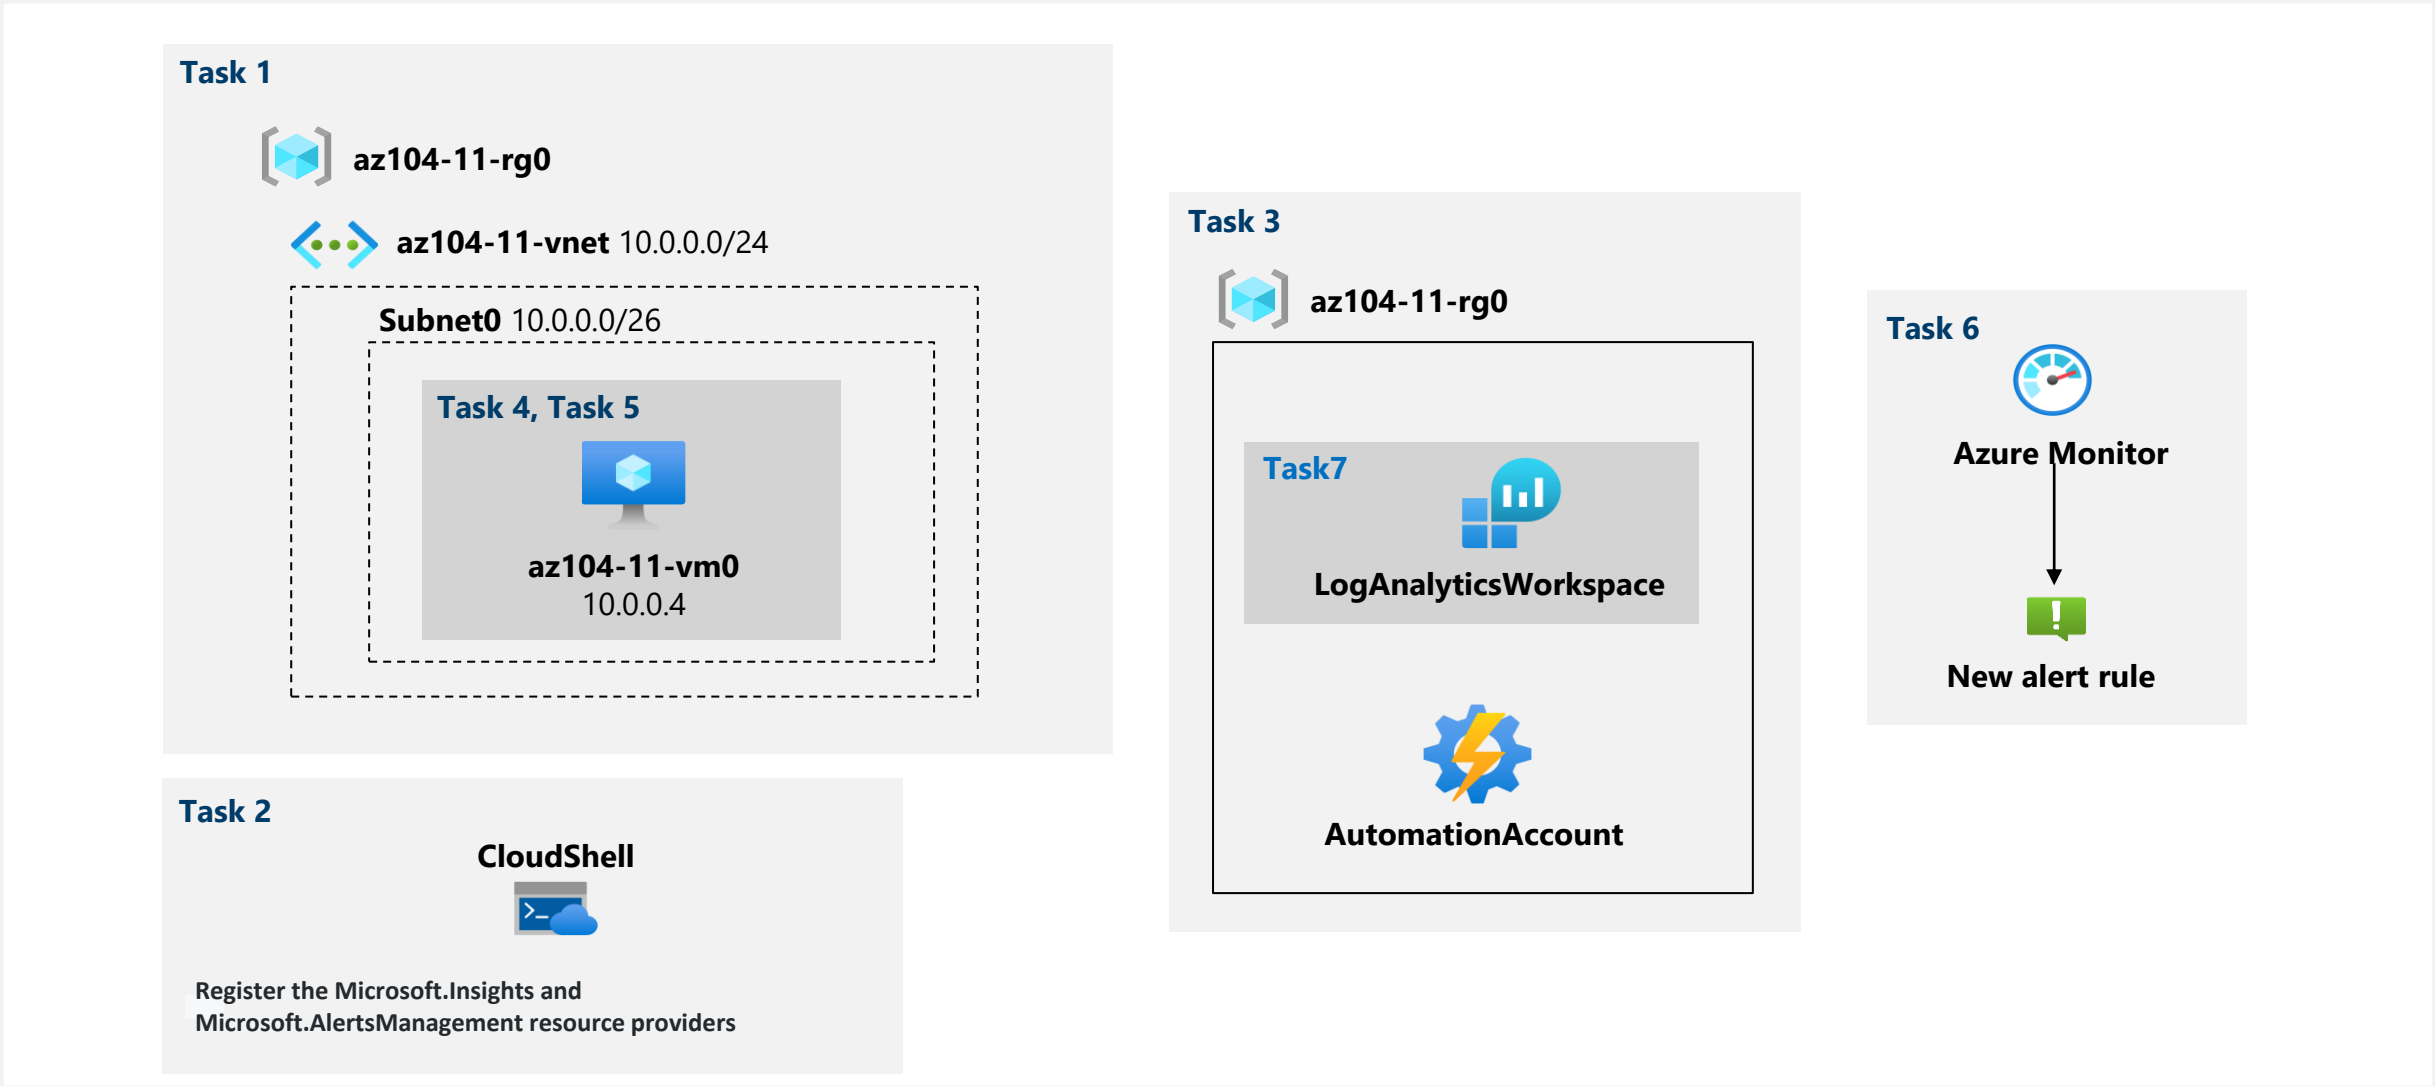 Task 1
az104-11-rg0
az104-11-vnet 10.0.0.0/24
Subnet0 10.0.0.0/26
Task 4, Task 5
az104-11-vm0
10.0.0.4
Task 2
CloudShell
Register the Microsoft.Insights and
Microsoft.AlertsManagement resource providers
Task 3
az104-11-rg0
Task7
LogAnalyticsWorkspace
AutomationAccount
Task 6
Azure Monitor
New alert rule